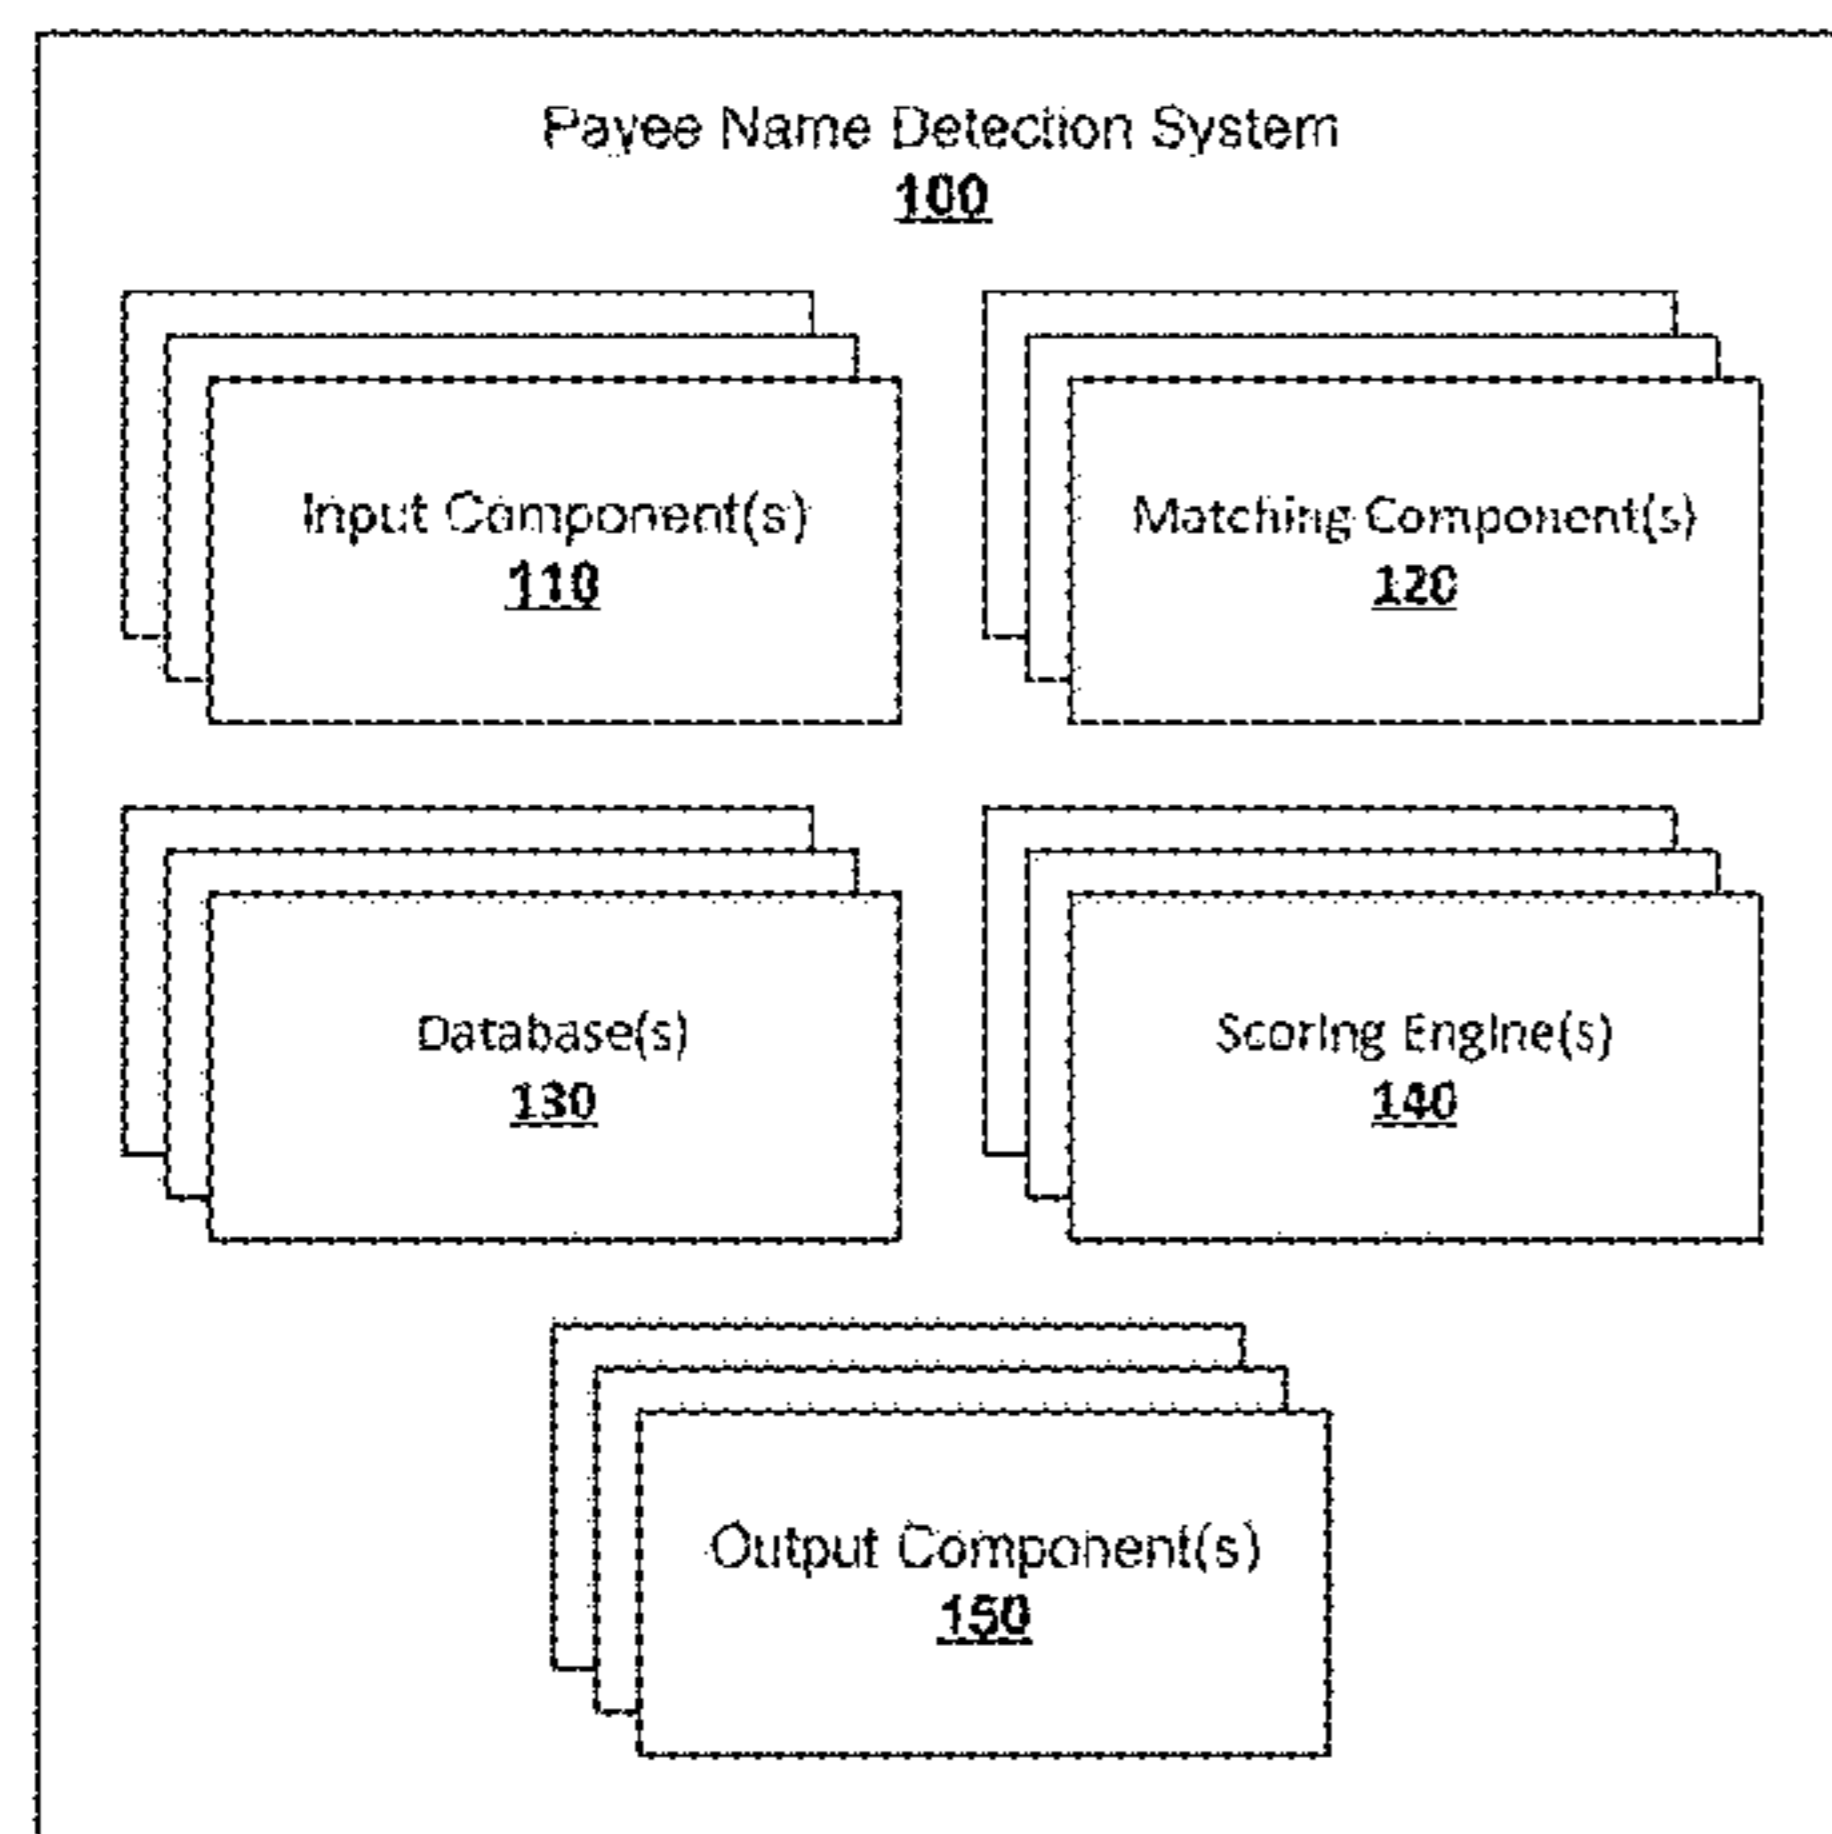 Payee Name Detection System
100
Input Component(s)
110
Matching Component(s)
120
Database(s)
130
Scoring Engine(s)
140
Output Component(s)
150